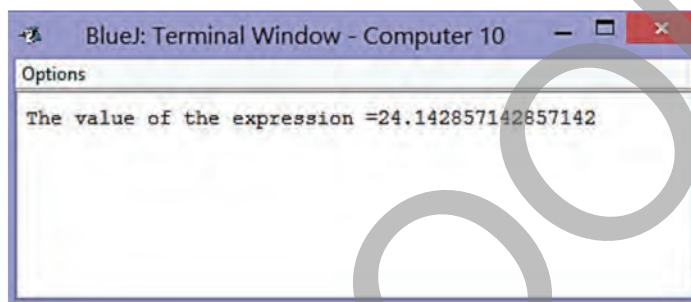 BlueJ: Terminal Window - Computer 10
Options
The value of the expression =24.142857142857142